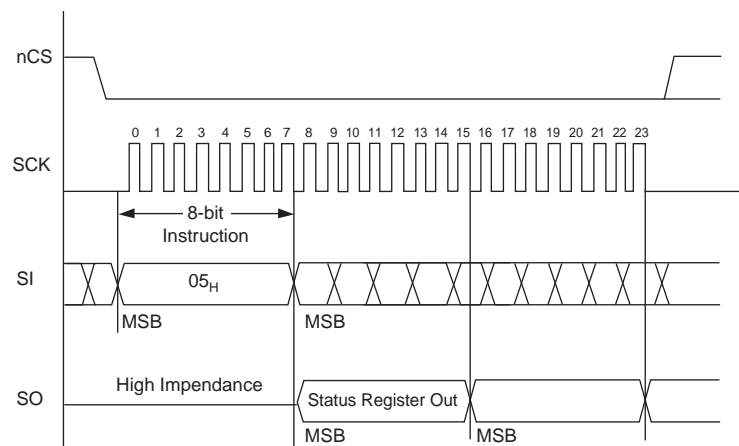 nCS
0 1 2 3 4 5 6 7 8 9 10 11 12 13 14 15 16 17 18 19 20 21 22 23
SCK
8-bit
Instruction
SI
05H
MSB
MSB
High Impendance
SO
Status Register Out
MSB
MSB